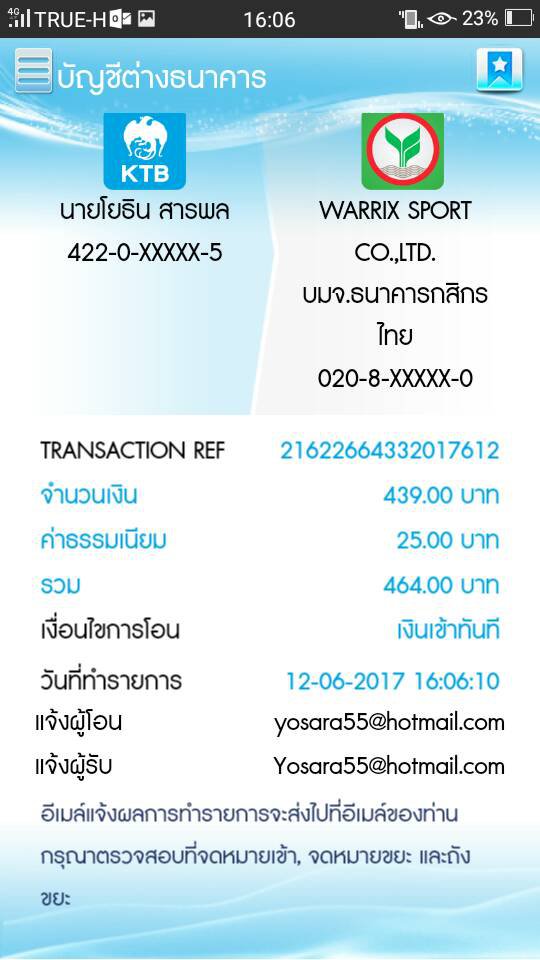 4G TRUE-H 16:06 23%
บัญชีต่างธนาคาร
KTB
นายโยธิน สารพล
422-0-XXXXX-5
WARRIX SPORT
CO.,LTD.
บมจ.ธนาคารกสิกร
ไทย
020-8-XXXXX-0
TRANSACTION REF 21622664332017612
จำนวนเงิน 439.00 บาท
ค่าธรรมเนียม 25.00 บาท
รวม 464.00 บาท
เงื่อนไขการโอน เงินเข้าทันที
วันที่ทำรายการ 12-06-2017 16:06:10
แจ้งผู้โอน yosara55@hotmail.com
แจ้งผู้รับ Yosara55@hotmail.com
อีเมล์แจ้งผลการทำรายการจะส่งไปที่อีเมล์ของท่าน
กรุณาตรวจสอบที่จดหมายเข้า, จดหมายขยะ และถัง
ขยะ